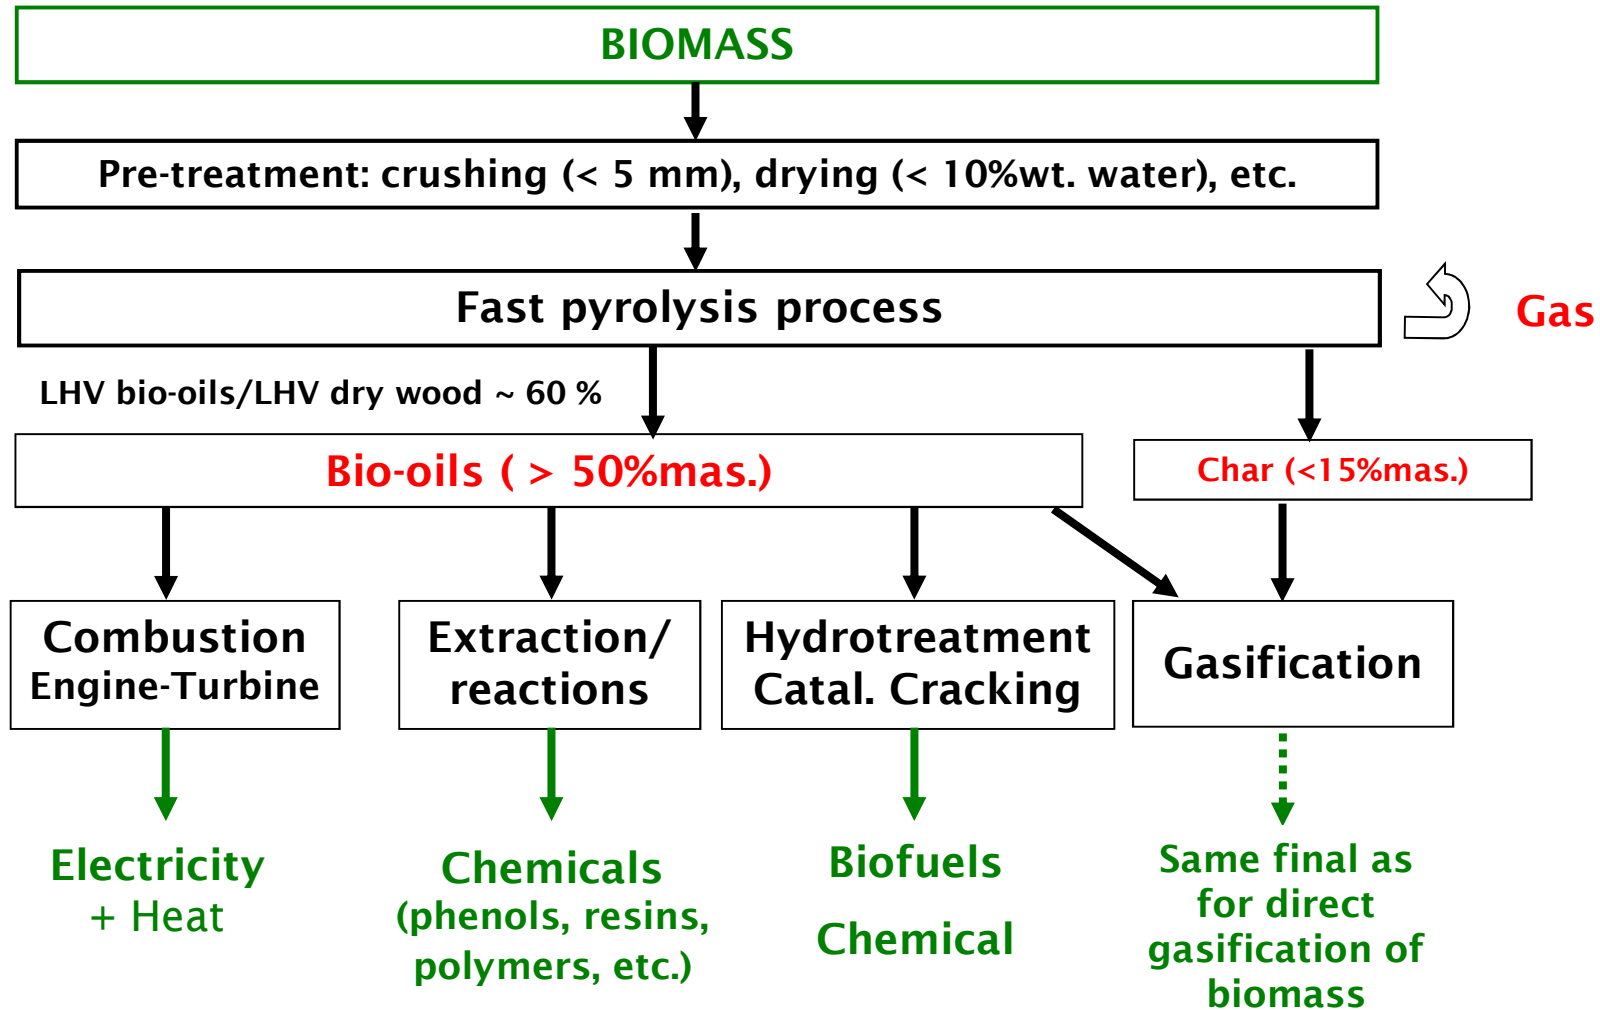 BIOMASS
Pre-treatment: crushing (< 5 mm), drying (< 10%wt. water), etc.
Fast pyrolysis process
Gas
LHV bio-oils/LHV dry wood ~ 60 %
Bio-oils ( > 50%mas.)
Char (<15%mas.)
Combustion
Engine-Turbine
Extraction/
reactions
Hydrotreatment
Catal. Cracking
Gasification
Electricity
+ Heat
Chemicals
(phenols, resins,
polymers, etc.)
Biofuels
Chemical
Same final as
for direct
gasification of
biomass